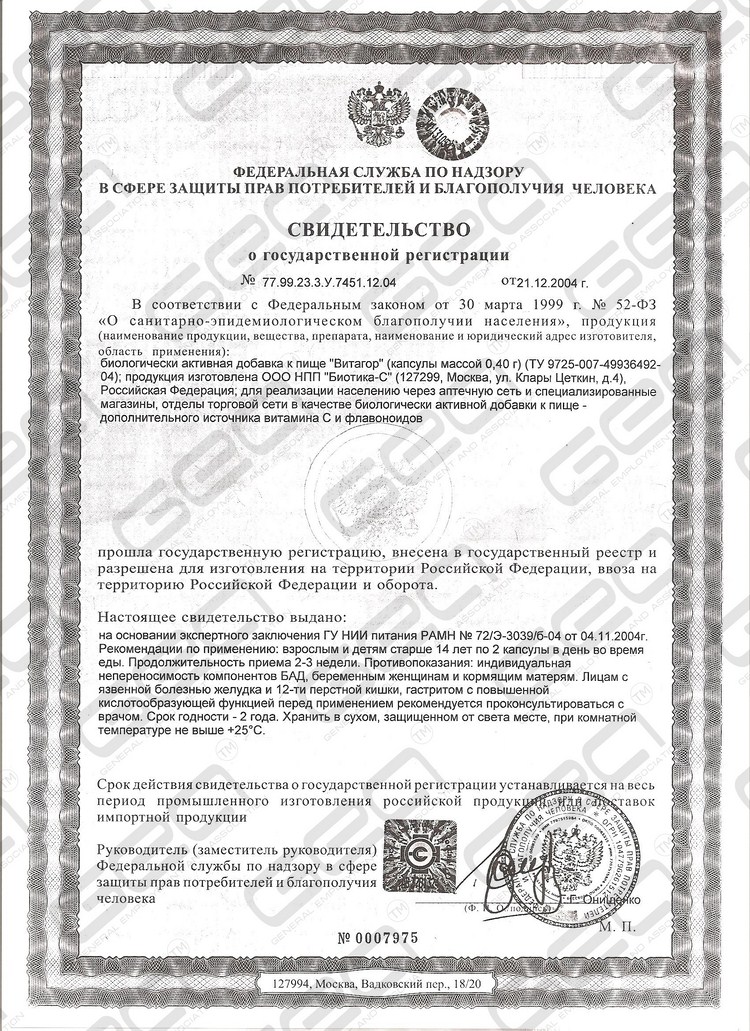 ФЕДЕРАЛЬНАЯ СЛУЖБА ПО НАДЗОРУ
В СФЕРЕ ЗАЩИТЫ ПРАВ ПОТРЕБИТЕЛЕЙ И БЛАГОПОЛУЧИЯ ЧЕЛОВЕКА
СВИДЕТЕЛЬСТВО
о государственной регистрации
№ 77.99.23.3.У.7451.12.04 от 21.12.2004 г.
В соответствии с Федеральным законом от 30 марта 1999 г. № 52-ФЗ
«О санитарно-эпидемиологическом благополучии населения», продукция
(наименование продукции, вещества, препарата, наименование и юридический адрес изготовителя,
область применения):
биологически активная добавка к пище "Витагор" (капсулы массой 0,40 г) (ТУ 9725-007-49936492-
04); продукция изготовлена ООО НПП "Биотика-С" (127299, Москва, ул. Клары Цеткин, д.4),
Российская Федерация; для реализации населению через аптечную сеть и специализированные
магазины, отделы торговой сети в качестве биологически активной добавки к пище -
дополнительного источника витамина С и флавоноидов
прошла государственную регистрацию, внесена в государственный реестр и
разрешена для изготовления на территории Российской Федерации, ввоза на
территорию Российской Федерации и оборота.
Настоящее свидетельство выдано:
на основании экспертного заключения ГУ НИИ питания РАМН № 72/Э-3039/б-04 от 04.11.2004г.
Рекомендации по применению: взрослым и детям старше 14 лет по 2 капсулы в день во время
еды. Продолжительность приема 2-3 недели. Противопоказания: индивидуальная
непереносимость компонентов БАД, беременным женщинам и кормящим матерям. Лицам с
язвенной болезнью желудка и 12-ти перстной кишки, гастритом с повышенной
кислотообразующей функцией перед применением рекомендуется проконсультироваться с
врачом. Срок годности - 2 года. Хранить в сухом, защищенном от света месте, при комнатной
температуре не выше +25°С.
Срок действия свидетельства о государственной регистрации устанавливается на весь
период промышленного изготовления российской продукции или поставок
импортной продукции
Руководитель (заместитель руководителя)
Федеральной службы по надзору в сфере
защиты прав потребителей и благополучия
человека
Г.Г. Онищенко
М. П.
№ 0007975
127994, Москва, Вадковский пер., 18/20
GEEA
GENERAL EMPLOYMENT AND ASSOCIATION
TM